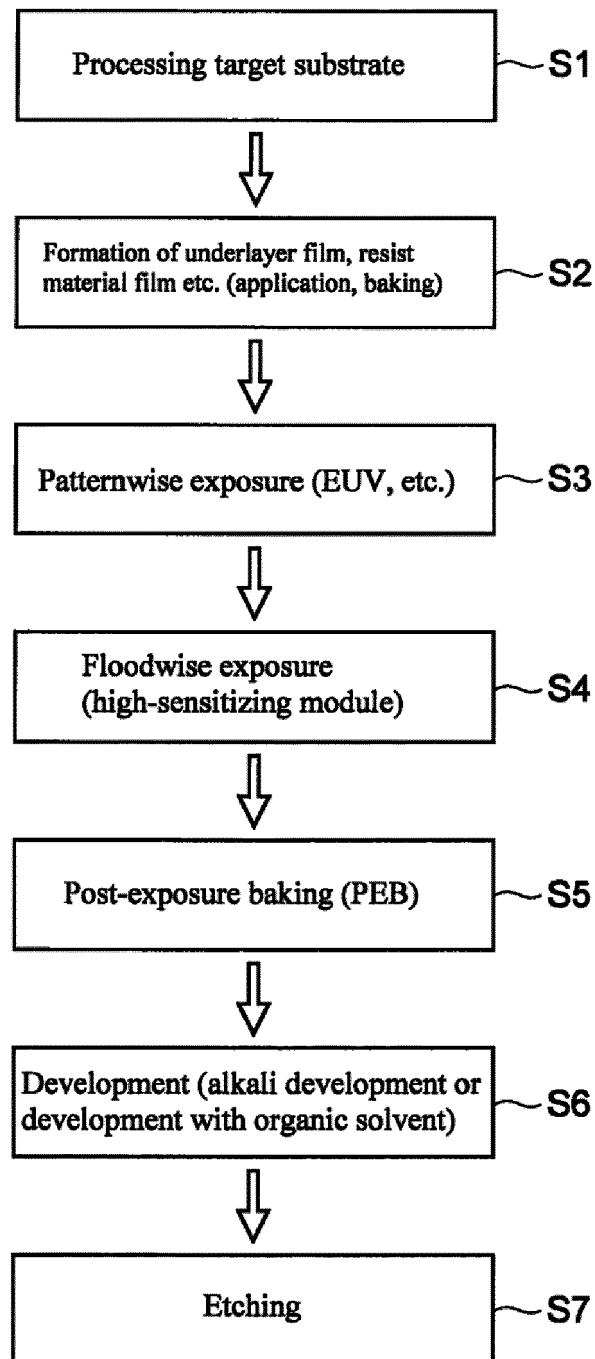 Processing target substrate
S1
Formation of underlayer film, resist
material film etc. (application, baking)
S2
Patternwise exposure (EUV, etc.)
S3
Floodwise exposure
(high-sensitizing module)
S4
Post-exposure baking (PEB)
S5
Development (alkali development or
development with organic solvent)
S6
Etching
S7